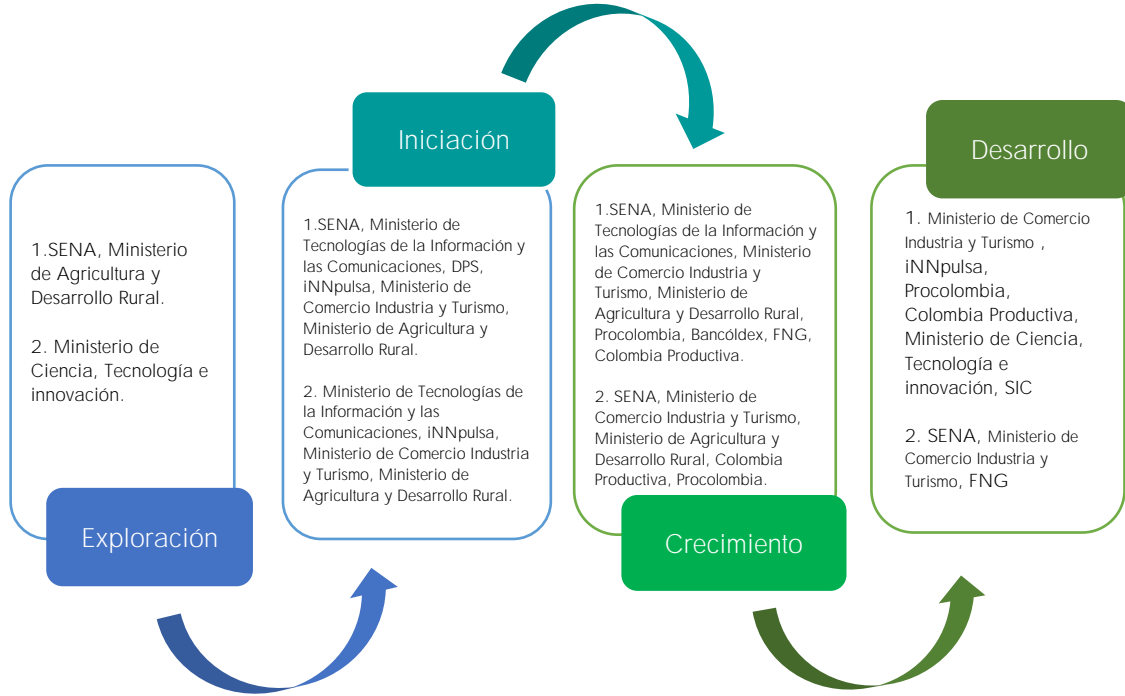 1.SENA, Ministerio
de Agricultura y
Desarrollo Rural.
2. Ministerio de
Ciencia, Tecnología e
innovación.
Exploración
Iniciación
1.SENA, Ministerio de
Tecnologías de la Información y
las Comunicaciones, DPS,
iNNpulsa, Ministerio de
Comercio Industria y Turismo,
Ministerio de Agricultura y
Desarrollo Rural.
2. Ministerio de Tecnologías de
la Información y las
Comunicaciones, iNNpulsa,
Ministerio de Comercio Industria
y Turismo, Ministerio de
Agricultura y Desarrollo Rural.
1.SENA, Ministerio de
Tecnologías de la Información y
las Comunicaciones, Ministerio
de Comercio Industria y
Turismo, Ministerio de
Agricultura y Desarrollo Rural,
Procolombia, Bancóldex, FNG,
Colombia Productiva.
2. SENA, Ministerio de
Comercio Industria y Turismo,
Ministerio de Agricultura y
Desarrollo Rural, Colombia
Productiva, Procolombia.
Crecimiento
Desarrollo
1. Ministerio de Comercio
Industria y Turismo ,
iNNpulsa,
Procolombia,
Colombia Productiva,
Ministerio de Ciencia,
Tecnología e
innovación, SIC
2. SENA, Ministerio de
Comercio Industria y
Turismo, FNG